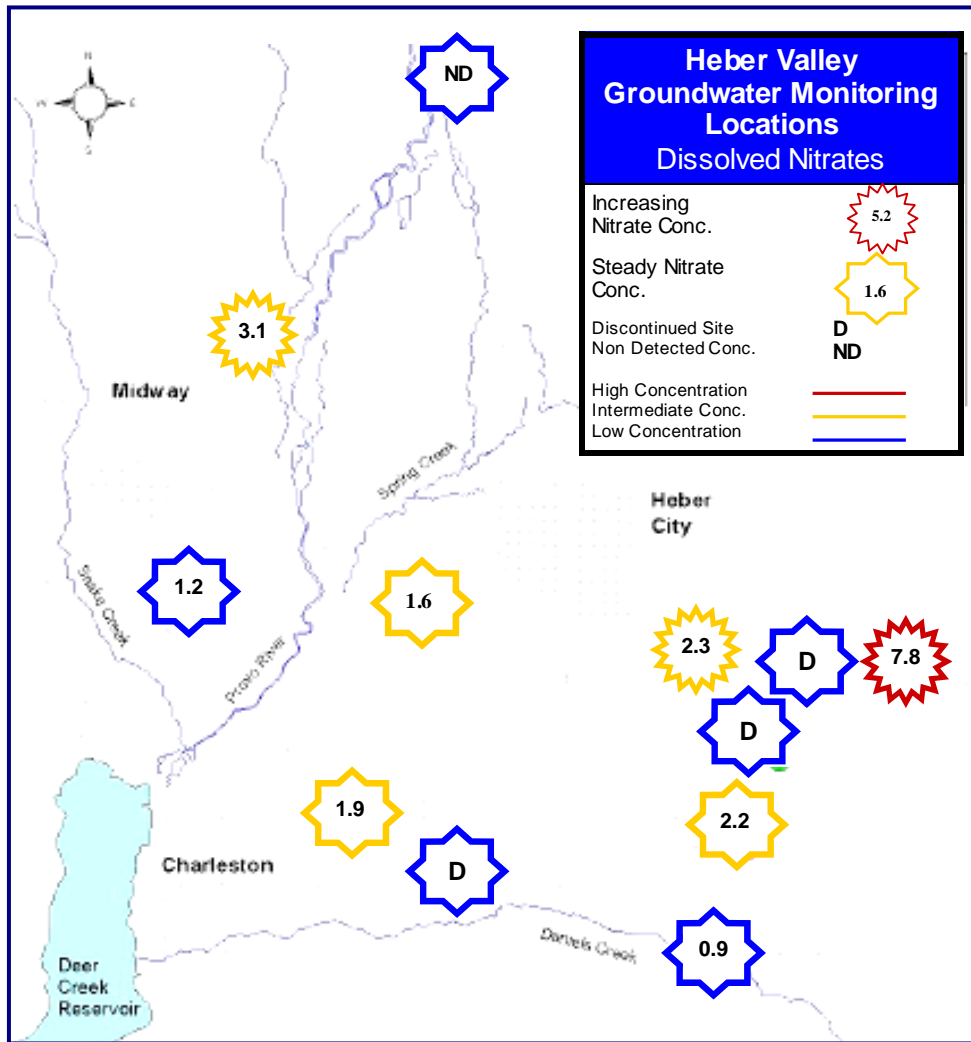 N
W
E
S
ND
Heber Valley
Groundwater Monitoring
Locations
Dissolved Nitrates
Increasing
Nitrate Conc.
5.2
Steady Nitrate
Conc.
1.6
Discontinued Site
D
Non Detected Conc.
ND
High Concentration
Intermediate Conc.
Low Concentration
3.1
Midway
Spring Creek
Heber
City
1.2
Snake Creek
1.6
Provo River
2.3
D
7.8
D
1.9
2.2
Charleston
D
Daniels Creek
0.9
Deer
Creek
Reservoir